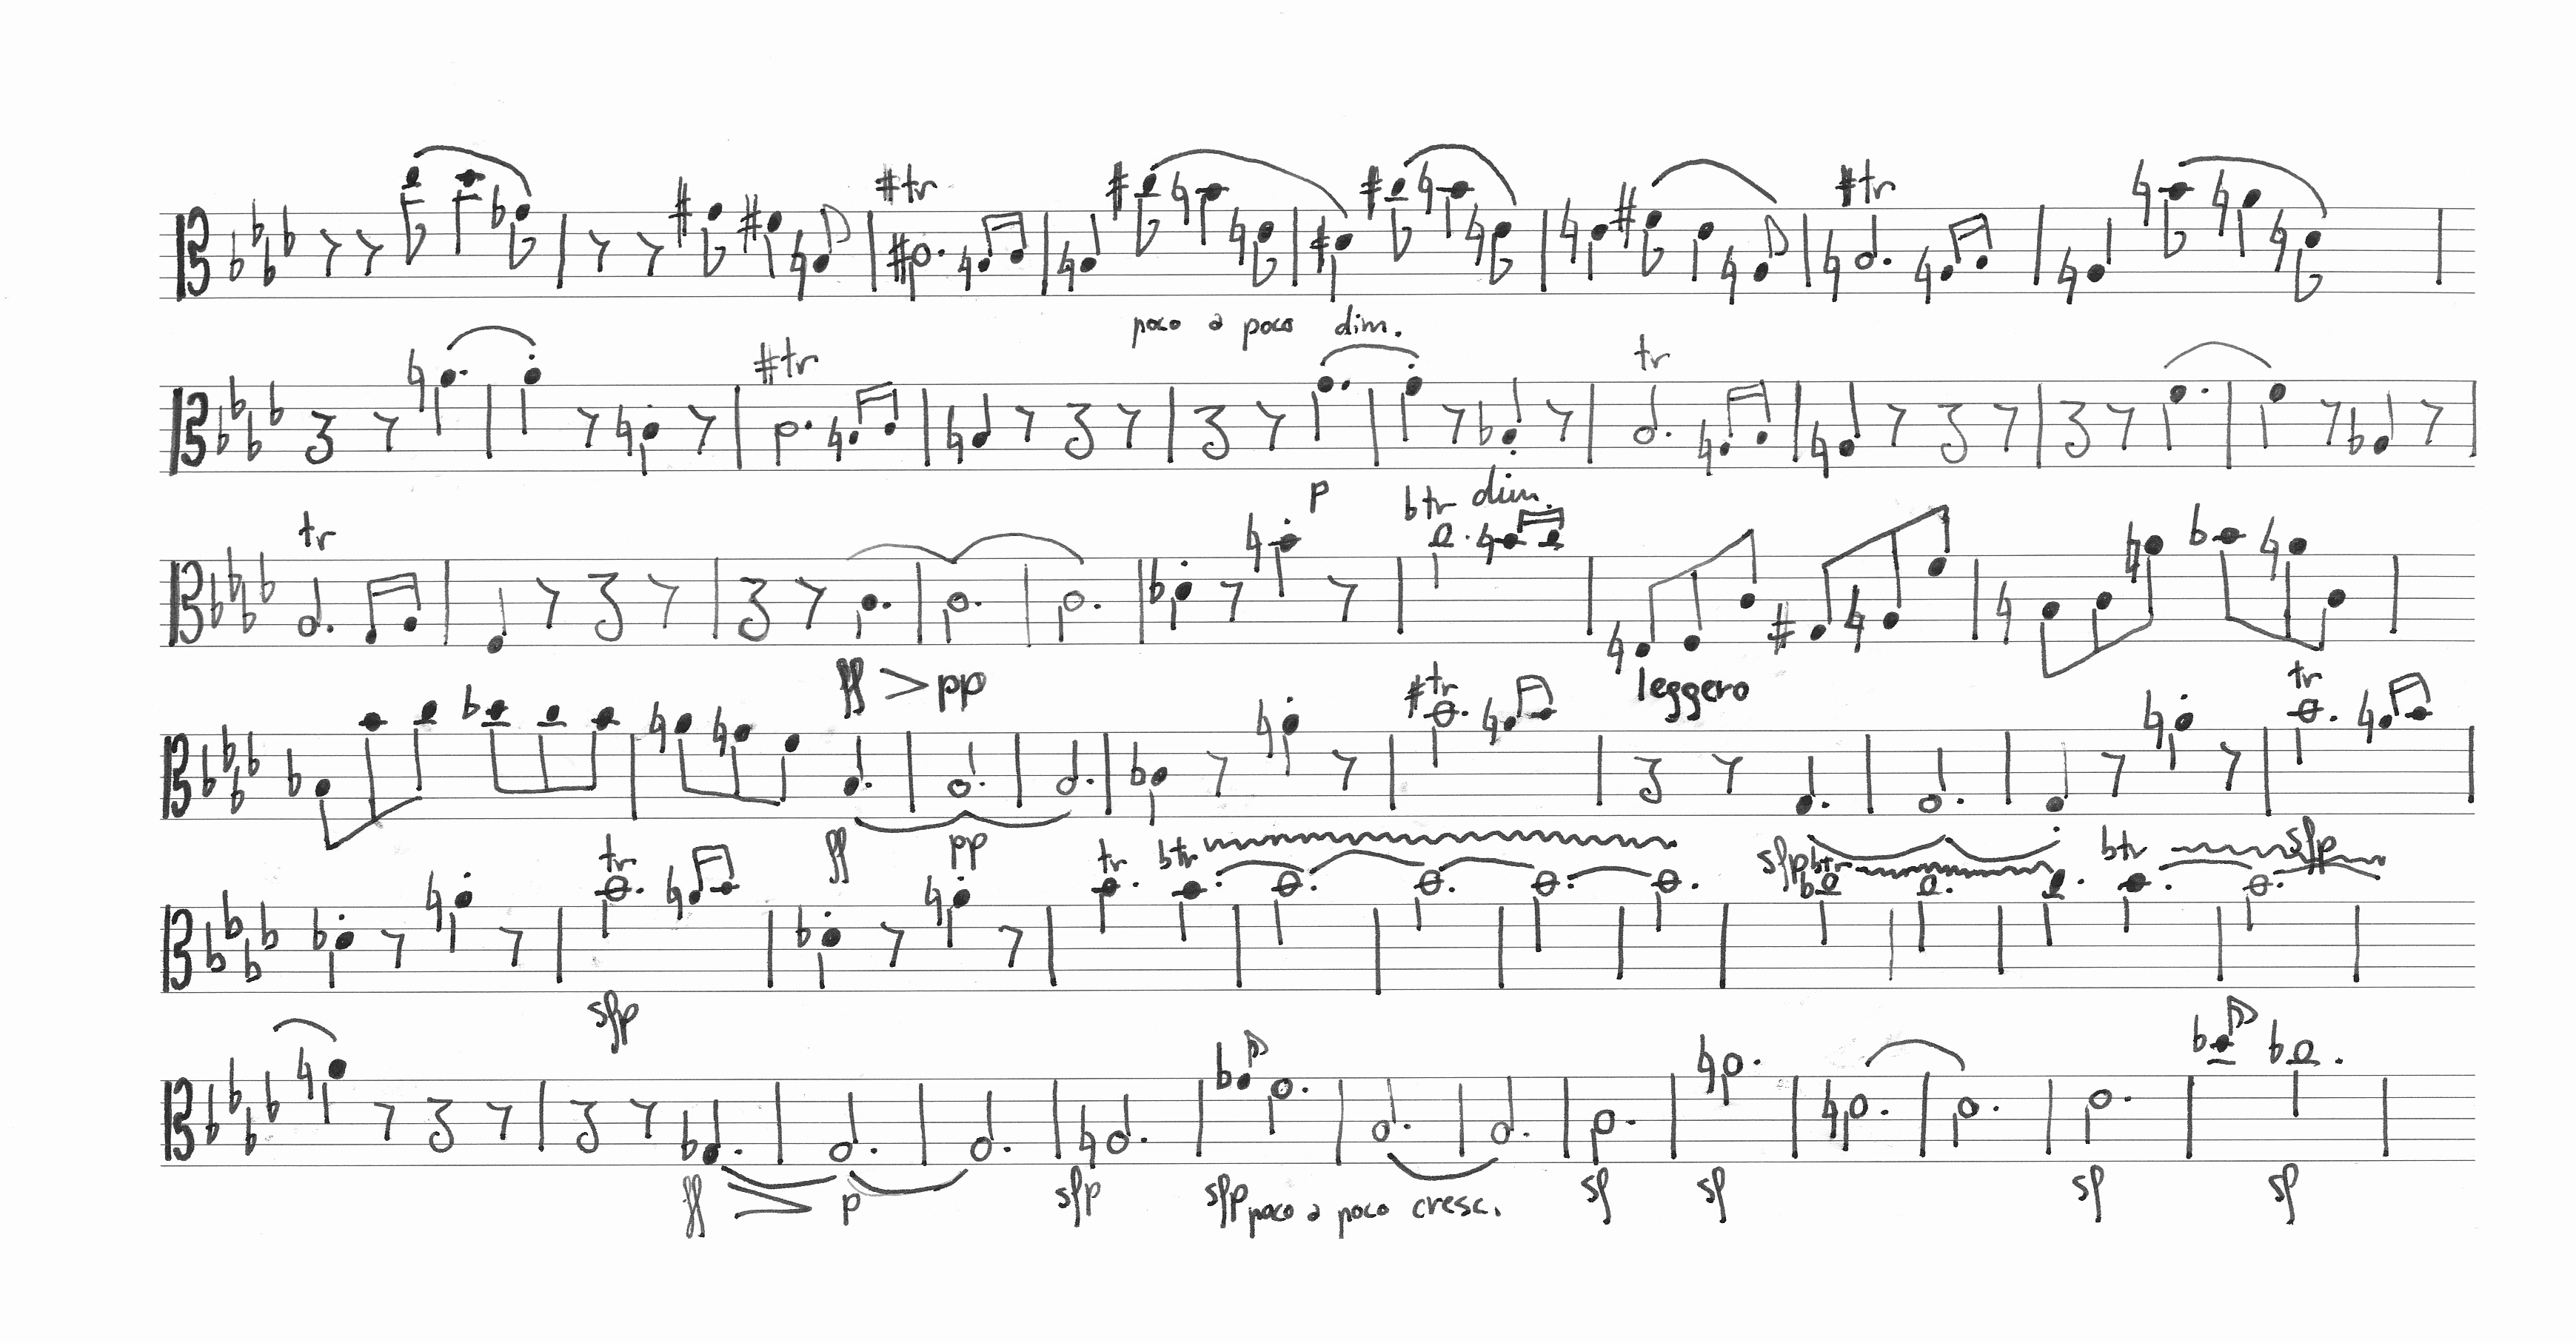 tr tr
poco a poco dim.
tr tr
p
tr tr dim.
ff pp leggero
tr tr
ff pp
tr tr tr sfp tr tr sfp
sfp
ff p sfp sfp poco a poco cresc. sf sf sf sf